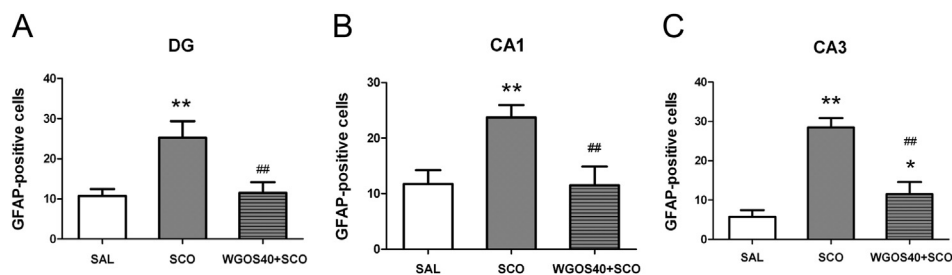 A
DG
GFAP-positive cells
40
30
20
10
0
**
##
SAL
SCO
WGOS40+SCO
B
CA1
GFAP-positive cells
30
20
10
0
**
##
SAL
SCO
WGOS40+SCO
C
CA3
GFAP-positive cells
40
30
20
10
0
**
##
*
SAL
SCO
WGOS40+SCO